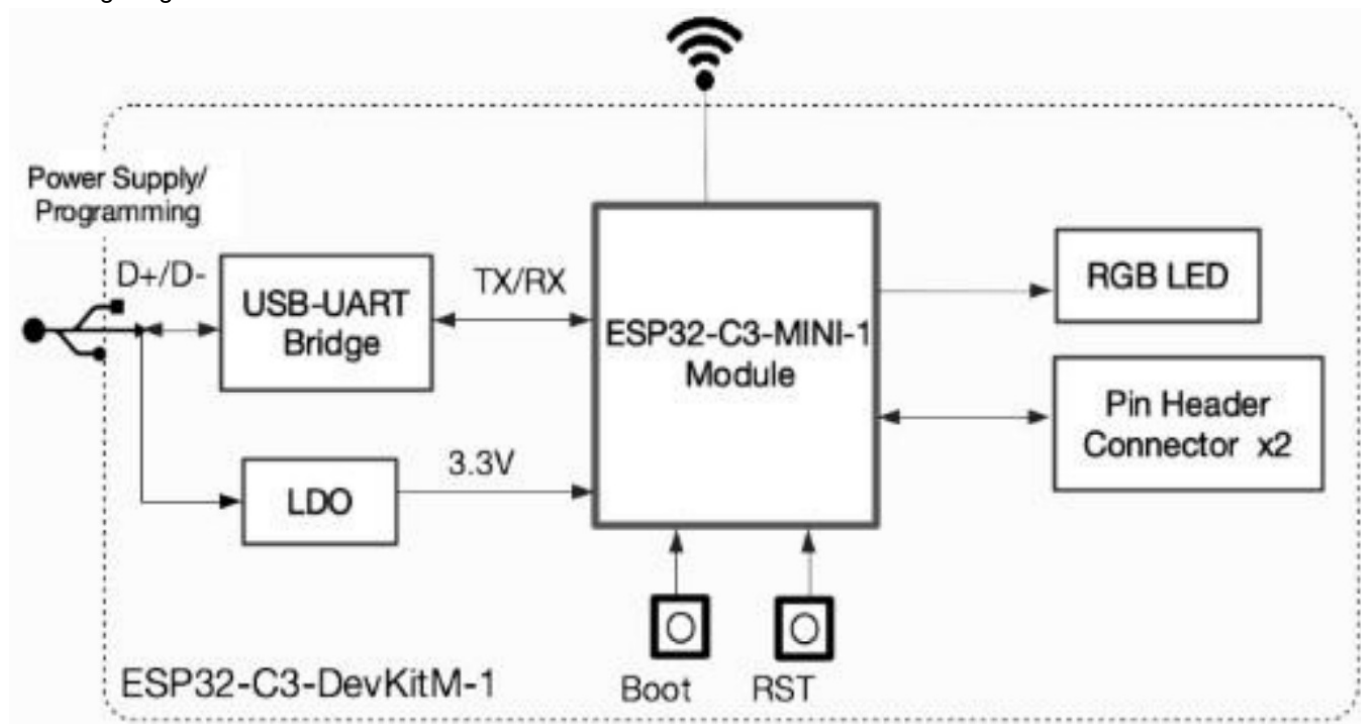 Power Supply/
Programming
D+/D-
USB-UART
Bridge
TX/RX
ESP32-C3-MINI-1
Module
RGB LED
Pin Header
Connector x2
LDO
3.3V
Boot
RST
ESP32-C3-DevKitM-1